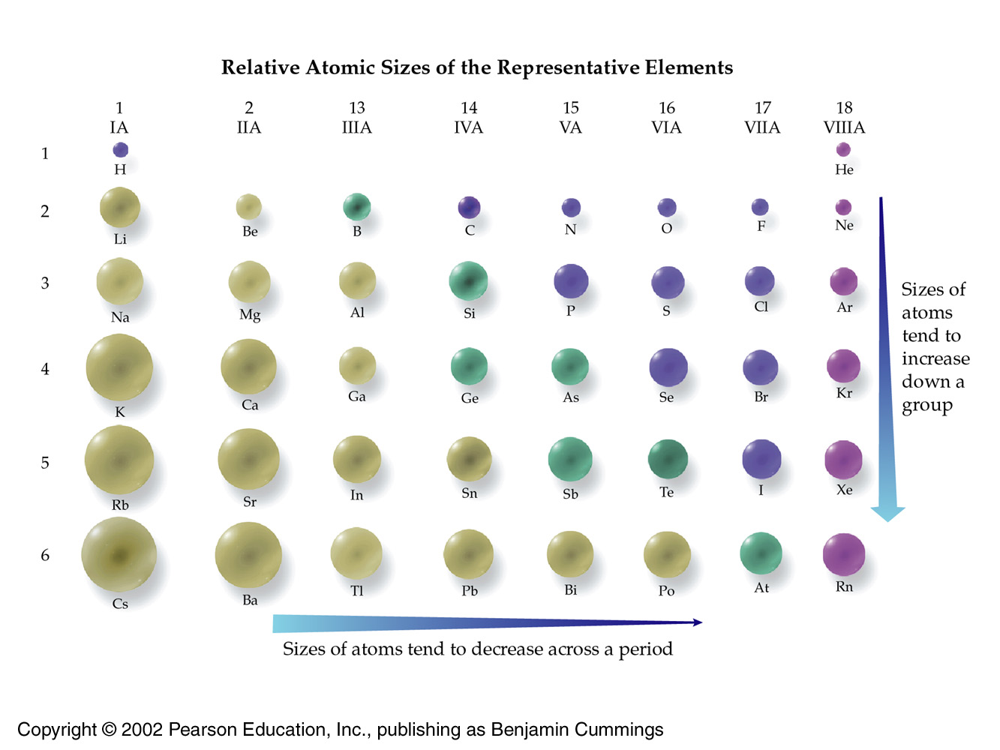 Relative Atomic Sizes of the Representative Elements
1 2 13 14 15 16 17 18
IA IIA IIIA IVA VA VIA VIIA VIIIA
1
H He
2
Li Be B C N O F Ne
3
Na Mg Al Si P S Cl Ar
4
K Ca Ga Ge As Se Br Kr
5
Rb Sr In Sn Sb Te I Xe
6
Cs Ba Tl Pb Bi Po At Rn
Sizes of
atoms
tend to
increase
down a
group
Sizes of atoms tend to decrease across a period
Copyright © 2002 Pearson Education, Inc., publishing as Benjamin Cummings